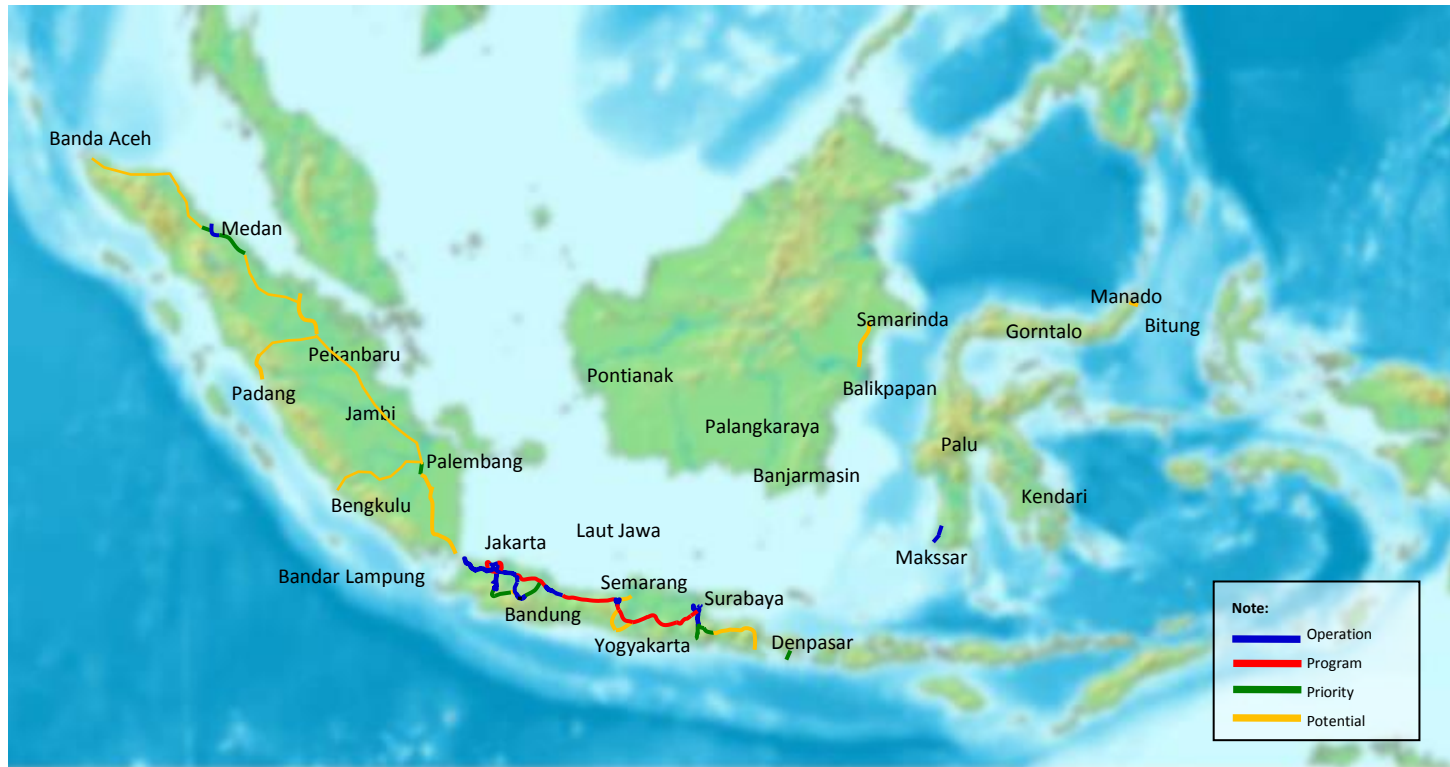 Banda Aceh
Medan
Manado
Samarinda
Bitung
Gorntalo
Pekanbaru
Pontianak
Balikpapan
Padang
Jambi
Palangkaraya
Palu
Palembang
Banjarmasin
Kendari
Bengkulu
Laut Jawa
Jakarta
Makssar
Bandar Lampung
Semarang
Surabaya
Bandung
Yogyakarta
Denpasar
Note:
Operation
Program
Priority
Potential